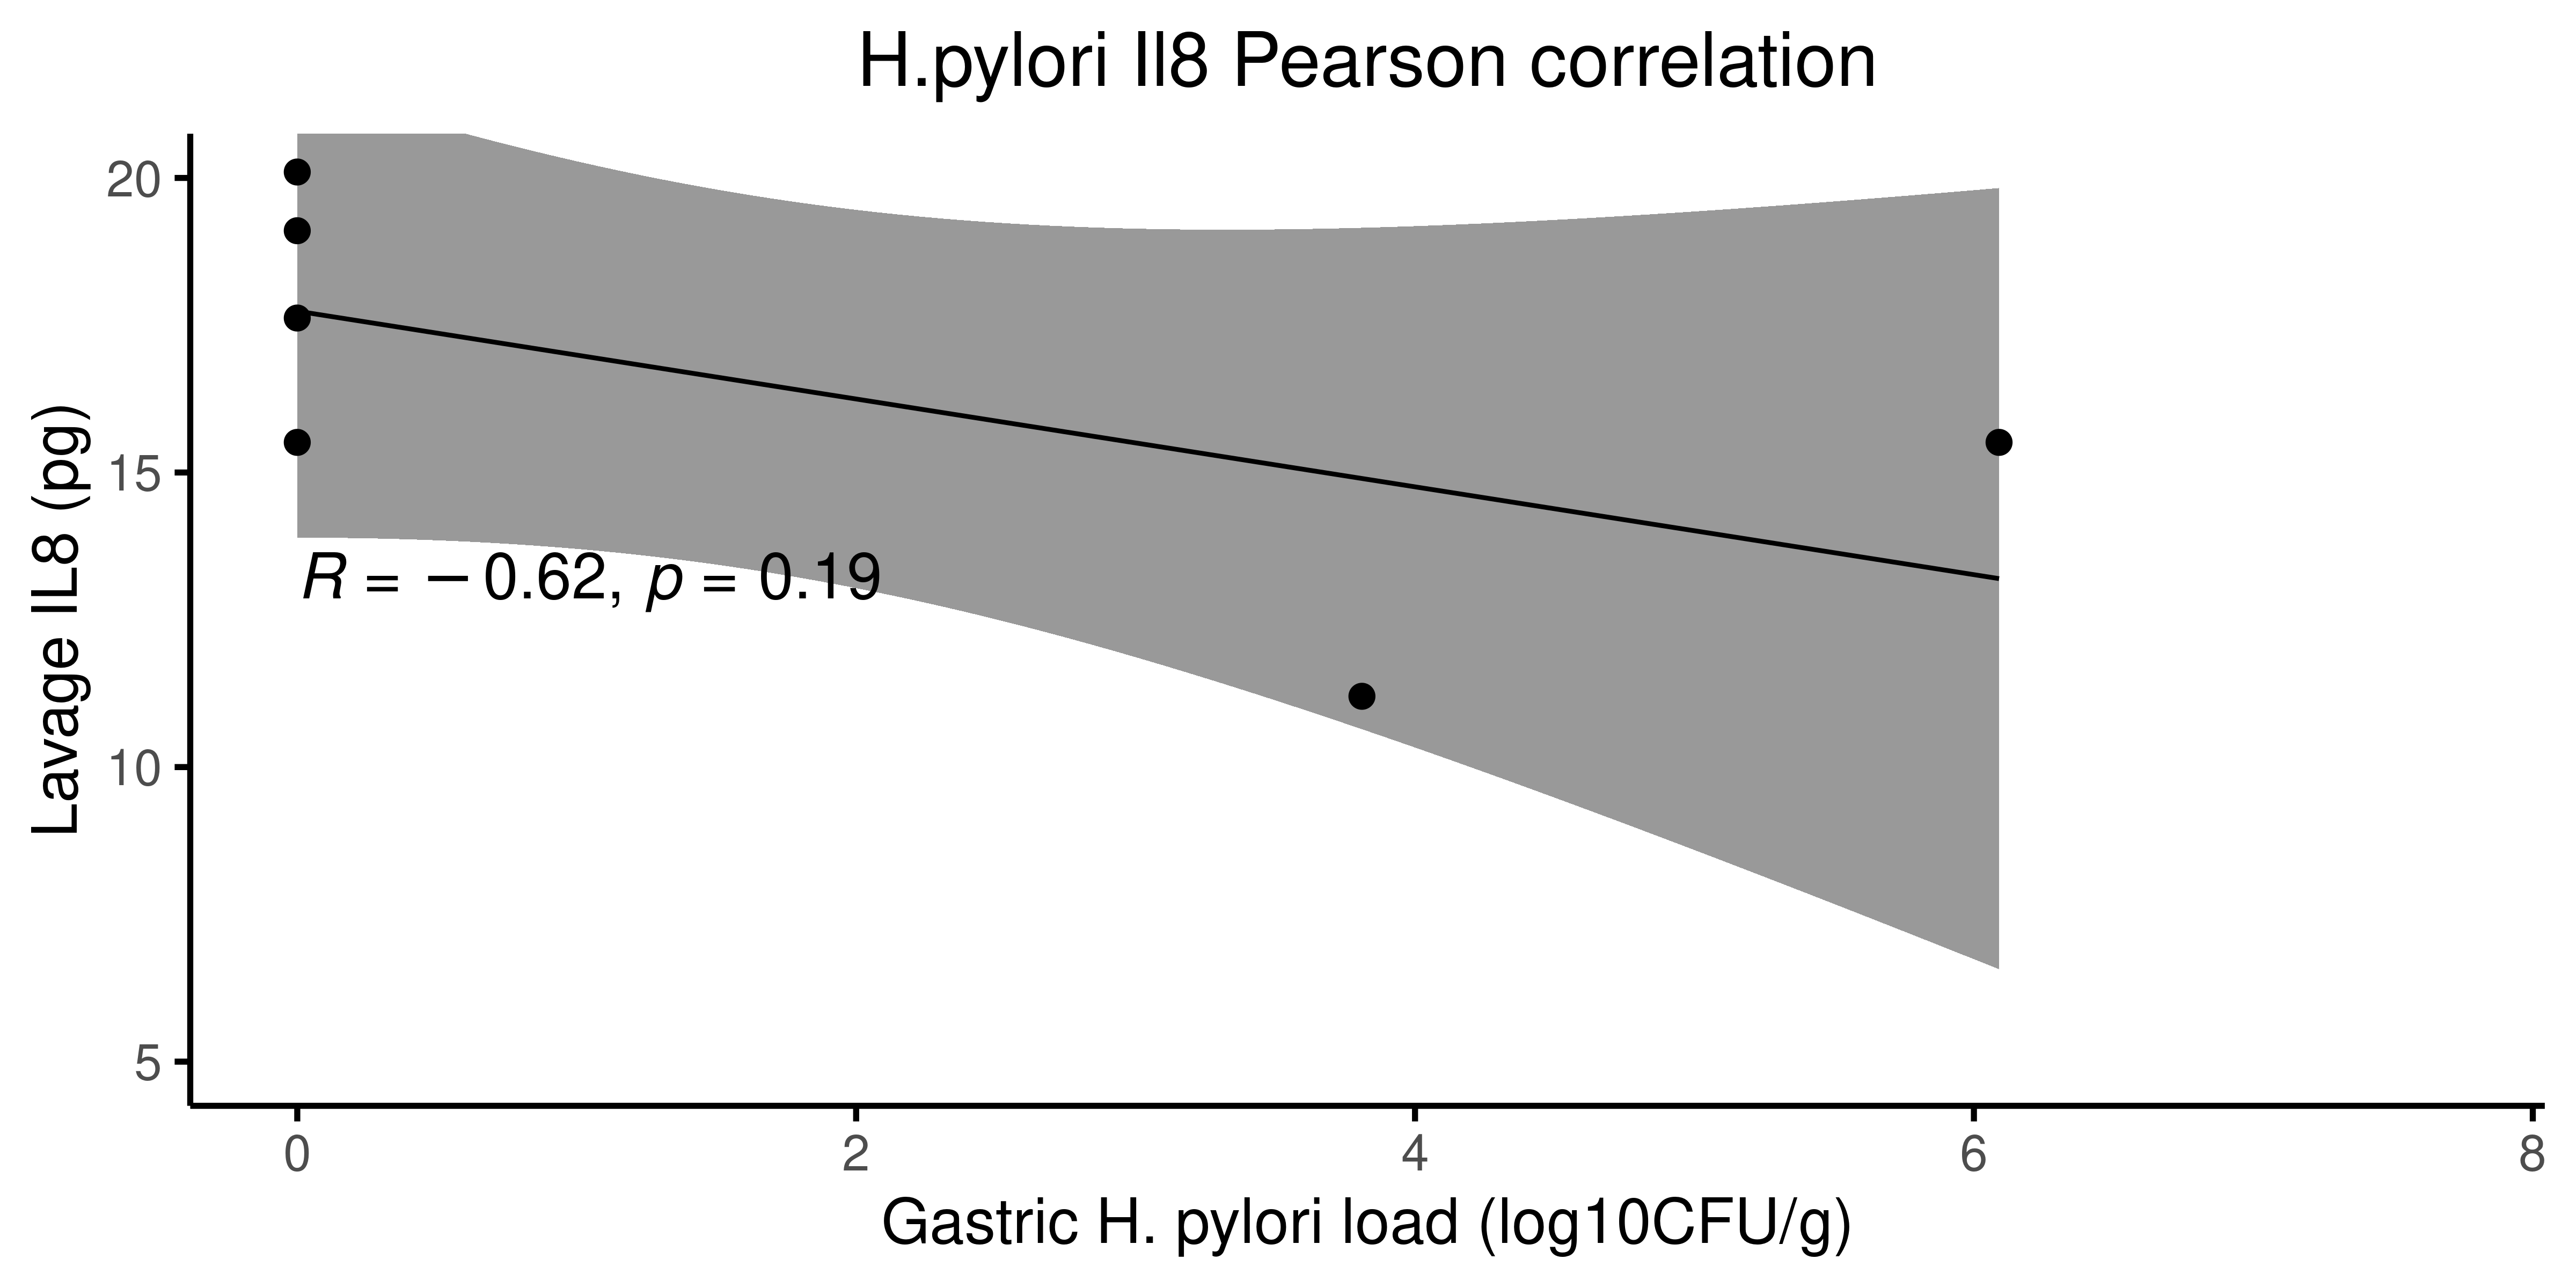 H.pylori Il8 Pearson correlation
Lavage IL8 (pg)
20
15
10
5
R = −0.62, p = 0.19
0 2 4 6 8
Gastric H. pylori load (log10CFU/g)